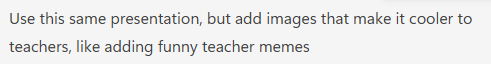 Use this same presentation, but add images that make it cooler to
teachers, like adding funny teacher memes